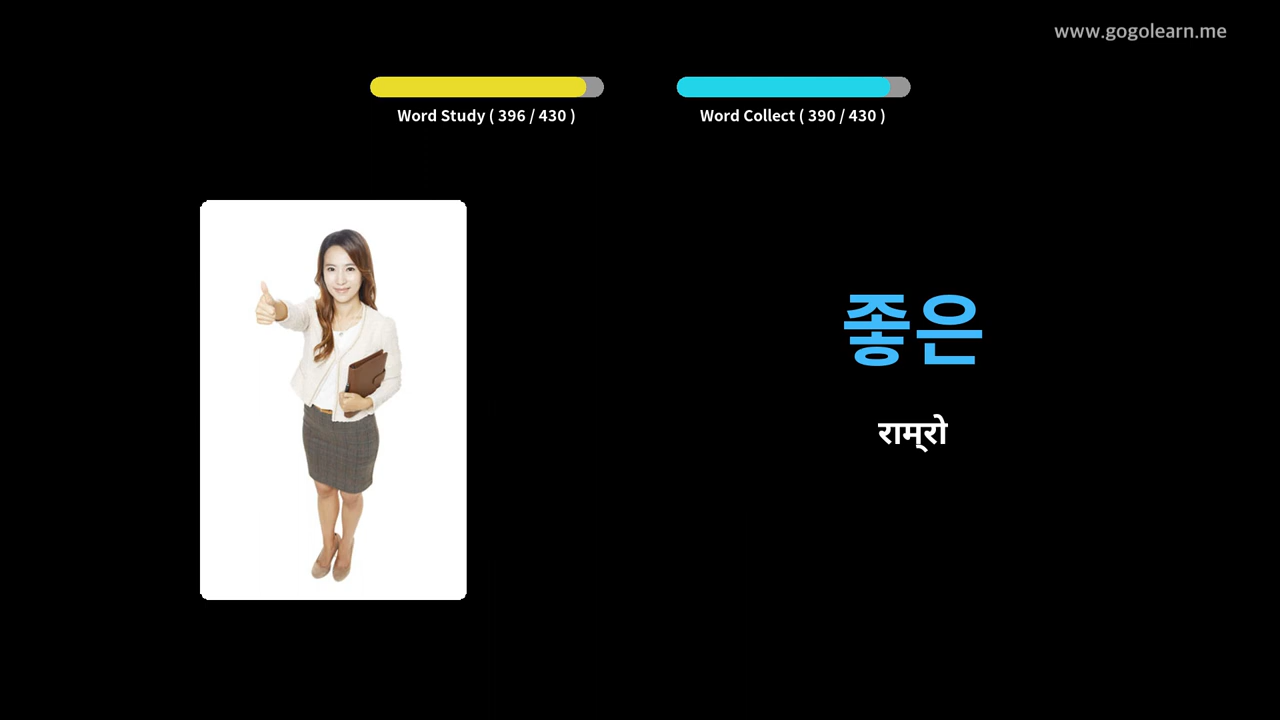 www.gogolearn.me
Word Study ( 396 / 430 )
Word Collect ( 390 / 430 )
좋은
राम्रो